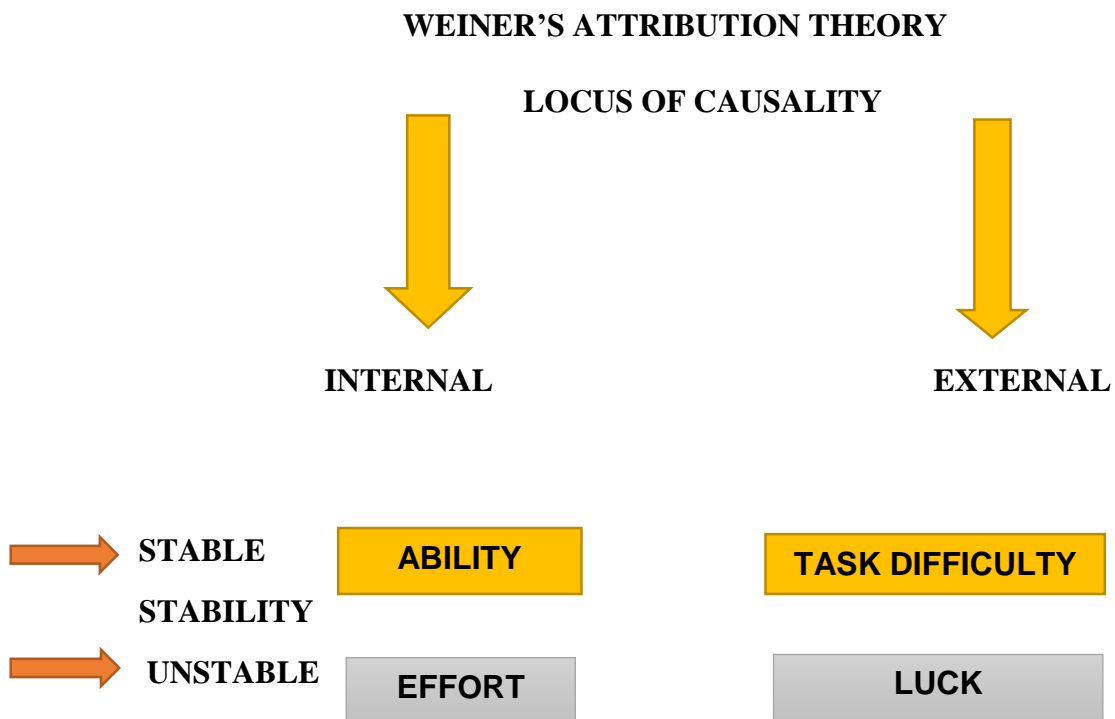 WEINER’S ATTRIBUTION THEORY
LOCUS OF CAUSALITY
INTERNAL EXTERNAL
STABLE ABILITY TASK DIFFICULTY
STABILITY
UNSTABLE EFFORT LUCK